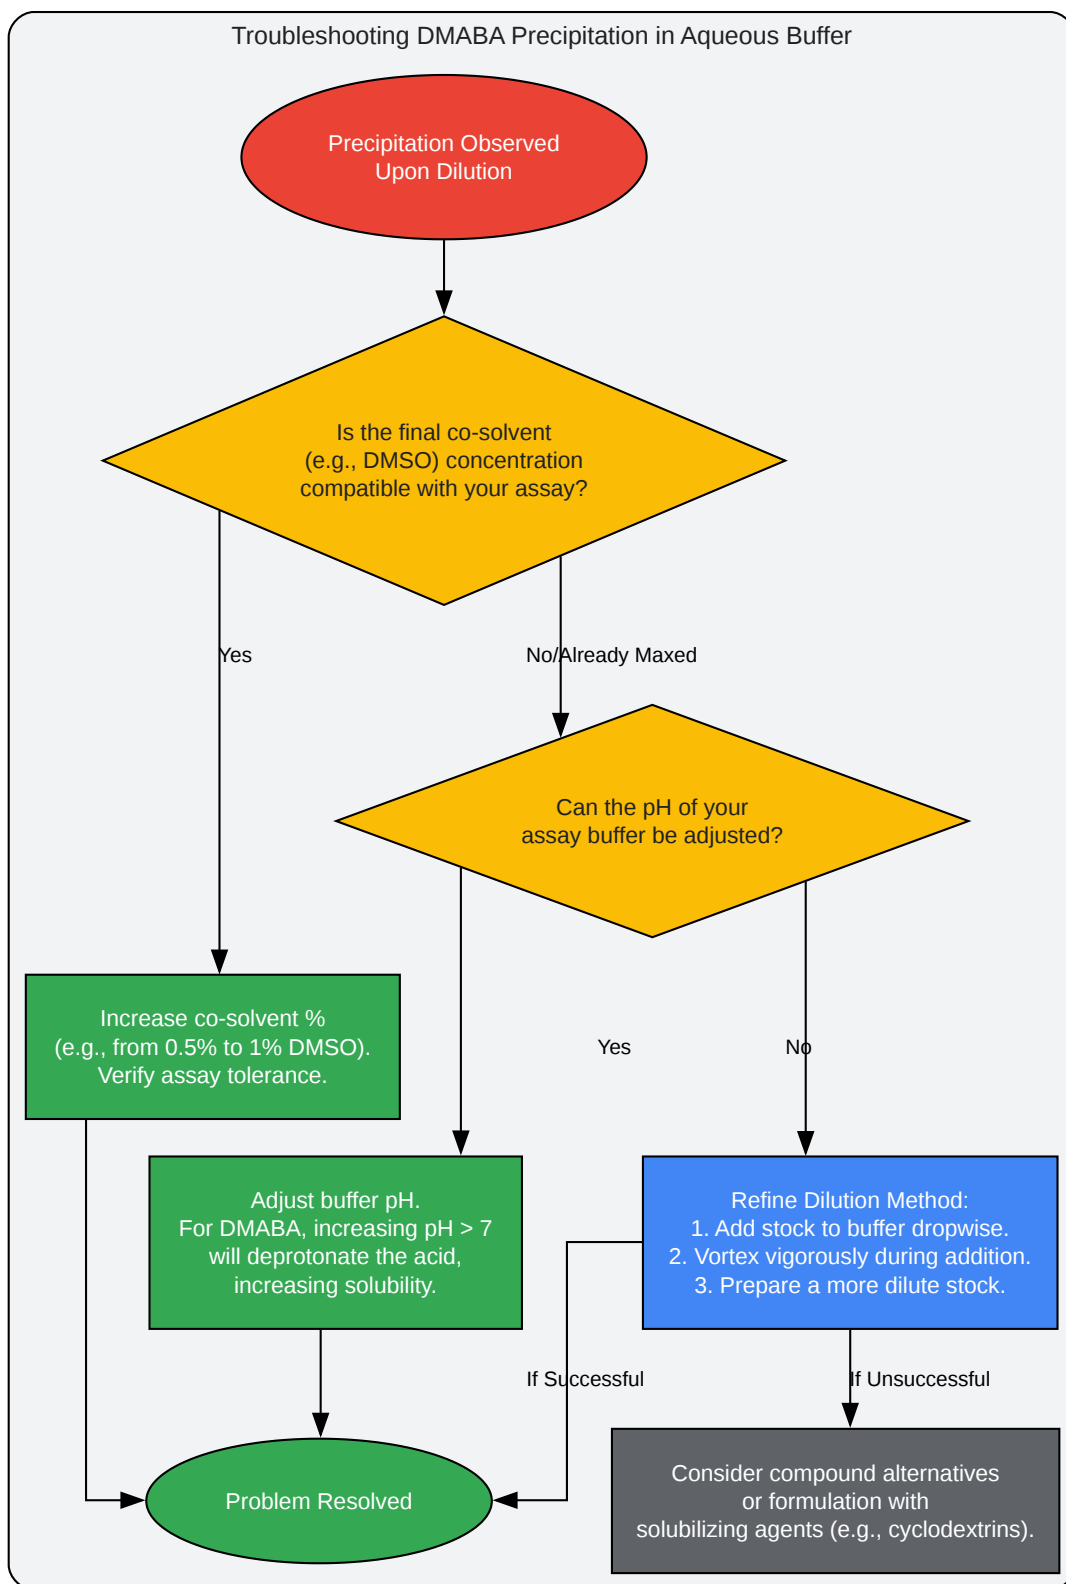 Troubleshooting DMABA Precipitation in Aqueous Buffer
Precipitation Observed
Upon Dilution
Is the final co-solvent
(e.g., DMSO) concentration
compatible with your assay?
Yes
No/Already Maxed
Can the pH of your
assay buffer be adjusted?
Increase co-solvent %
(e.g., from 0.5% to 1% DMSO).
Verify assay tolerance.
Yes
No
Adjust buffer pH.
For DMABA, increasing pH > 7
will deprotonate the acid,
increasing solubility.
Refine Dilution Method:
1. Add stock to buffer dropwise.
2. Vortex vigorously during addition.
3. Prepare a more dilute stock.
If Successful
If Unsuccessful
Problem Resolved
Consider compound alternatives
or formulation with
solubilizing agents (e.g., cyclodextrins).